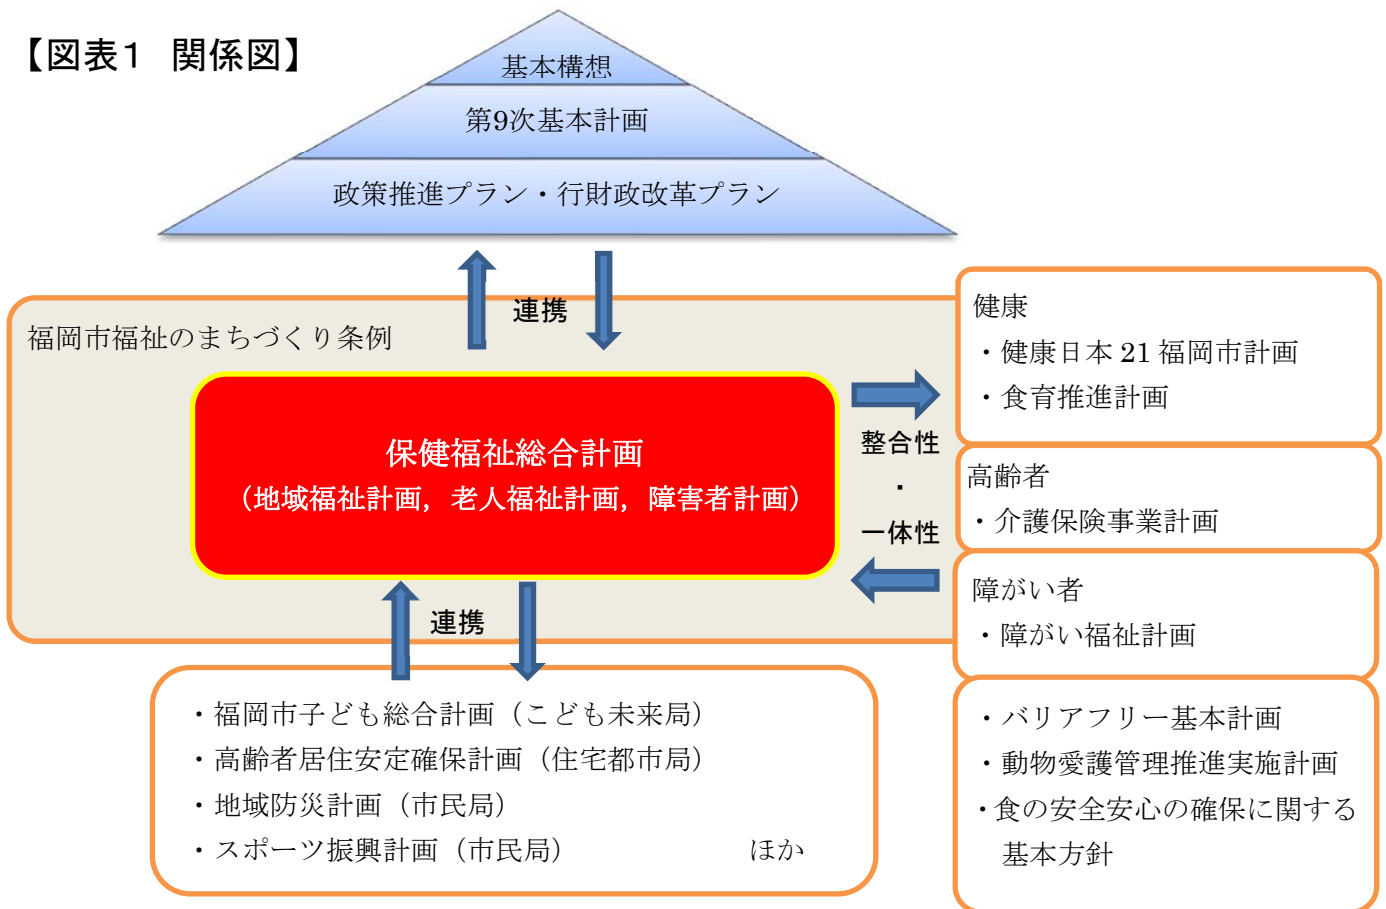 【図表１　関係図】
基本構想
第9次基本計画
政策推進プラン・行財政改革プラン
連携
福岡市福祉のまちづくり条例
保健福祉総合計画
（地域福祉計画，老人福祉計画，障害者計画）
整合性
・
一体性
健康
・健康日本 21 福岡市計画
・食育推進計画
高齢者
・介護保険事業計画
障がい者
・障がい福祉計画
・バリアフリー基本計画
・動物愛護管理推進実施計画
・食の安全安心の確保に関する
基本方針
連携
・福岡市子ども総合計画（こども未来局）
・高齢者居住安定確保計画（住宅都市局）
・地域防災計画（市民局）
・スポーツ振興計画（市民局）　　　　　ほか